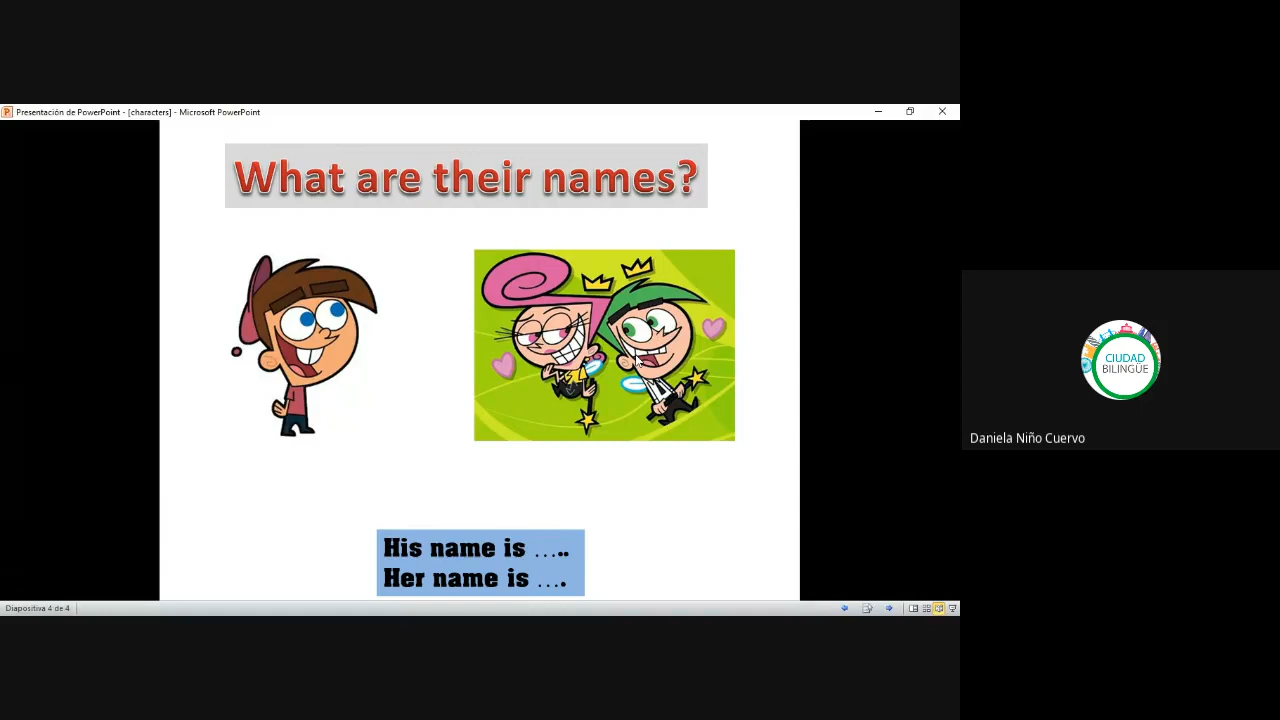 Presentación de PowerPoint - [characters] - Microsoft PowerPoint
What are their names?
His name is .....
Her name is ....
Diapositiva 4 de 4
CIUDAD
BILINGÜE
Daniela Niño Cuervo